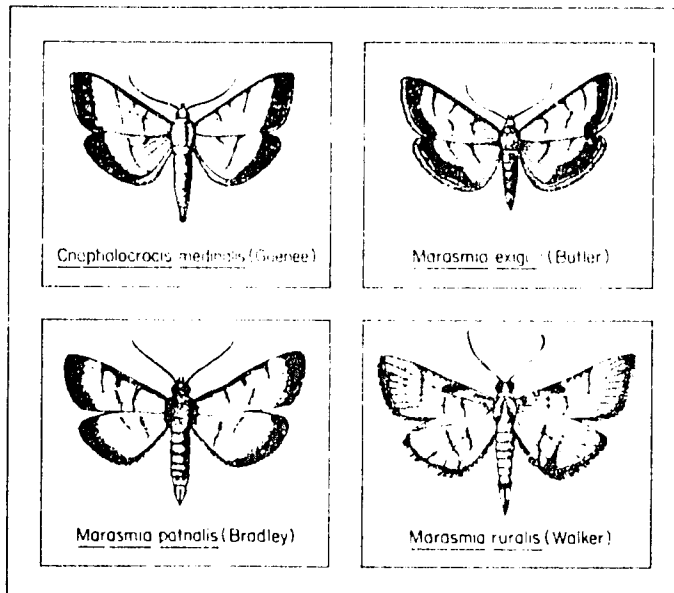 Cnaphalocrocis medinalis (Guenee)
Marasmia (Butler)
Marasmia patnalis (Bradley)
Marasmia ruralis (Walker)